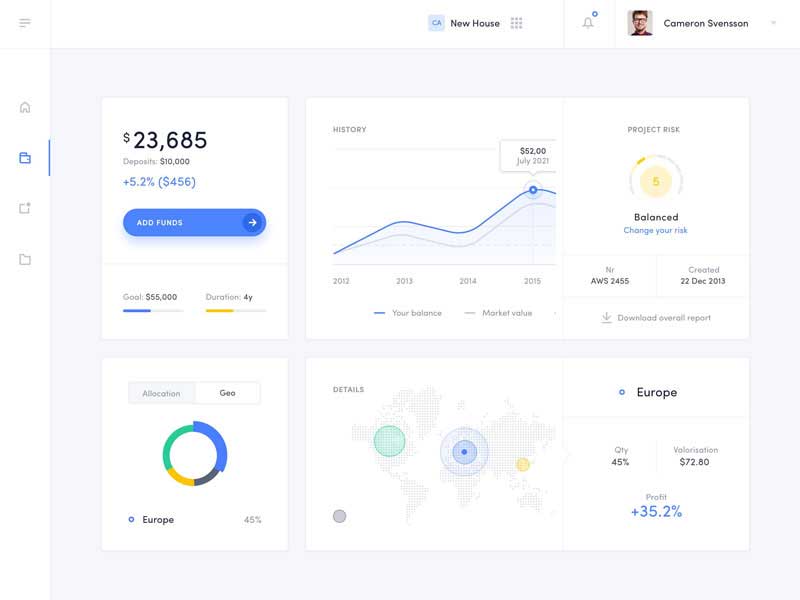 CA New House
Cameron Svensson
$23,685
Deposits: $10,000
+5.2% ($456)
ADD FUNDS
Goal: $55,000
Duration: 4y
HISTORY
$52,00
July 2021
2012 2013 2014 2015
Your balance
Market value
PROJECT RISK
5
Balanced
Change your risk
Nr
AWS 2455
Created
22 Dec 2013
Download overall report
Allocation
Geo
Europe
45%
DETAILS
Europe
Qty
45%
Valorisation
$72.80
Profit
+35.2%